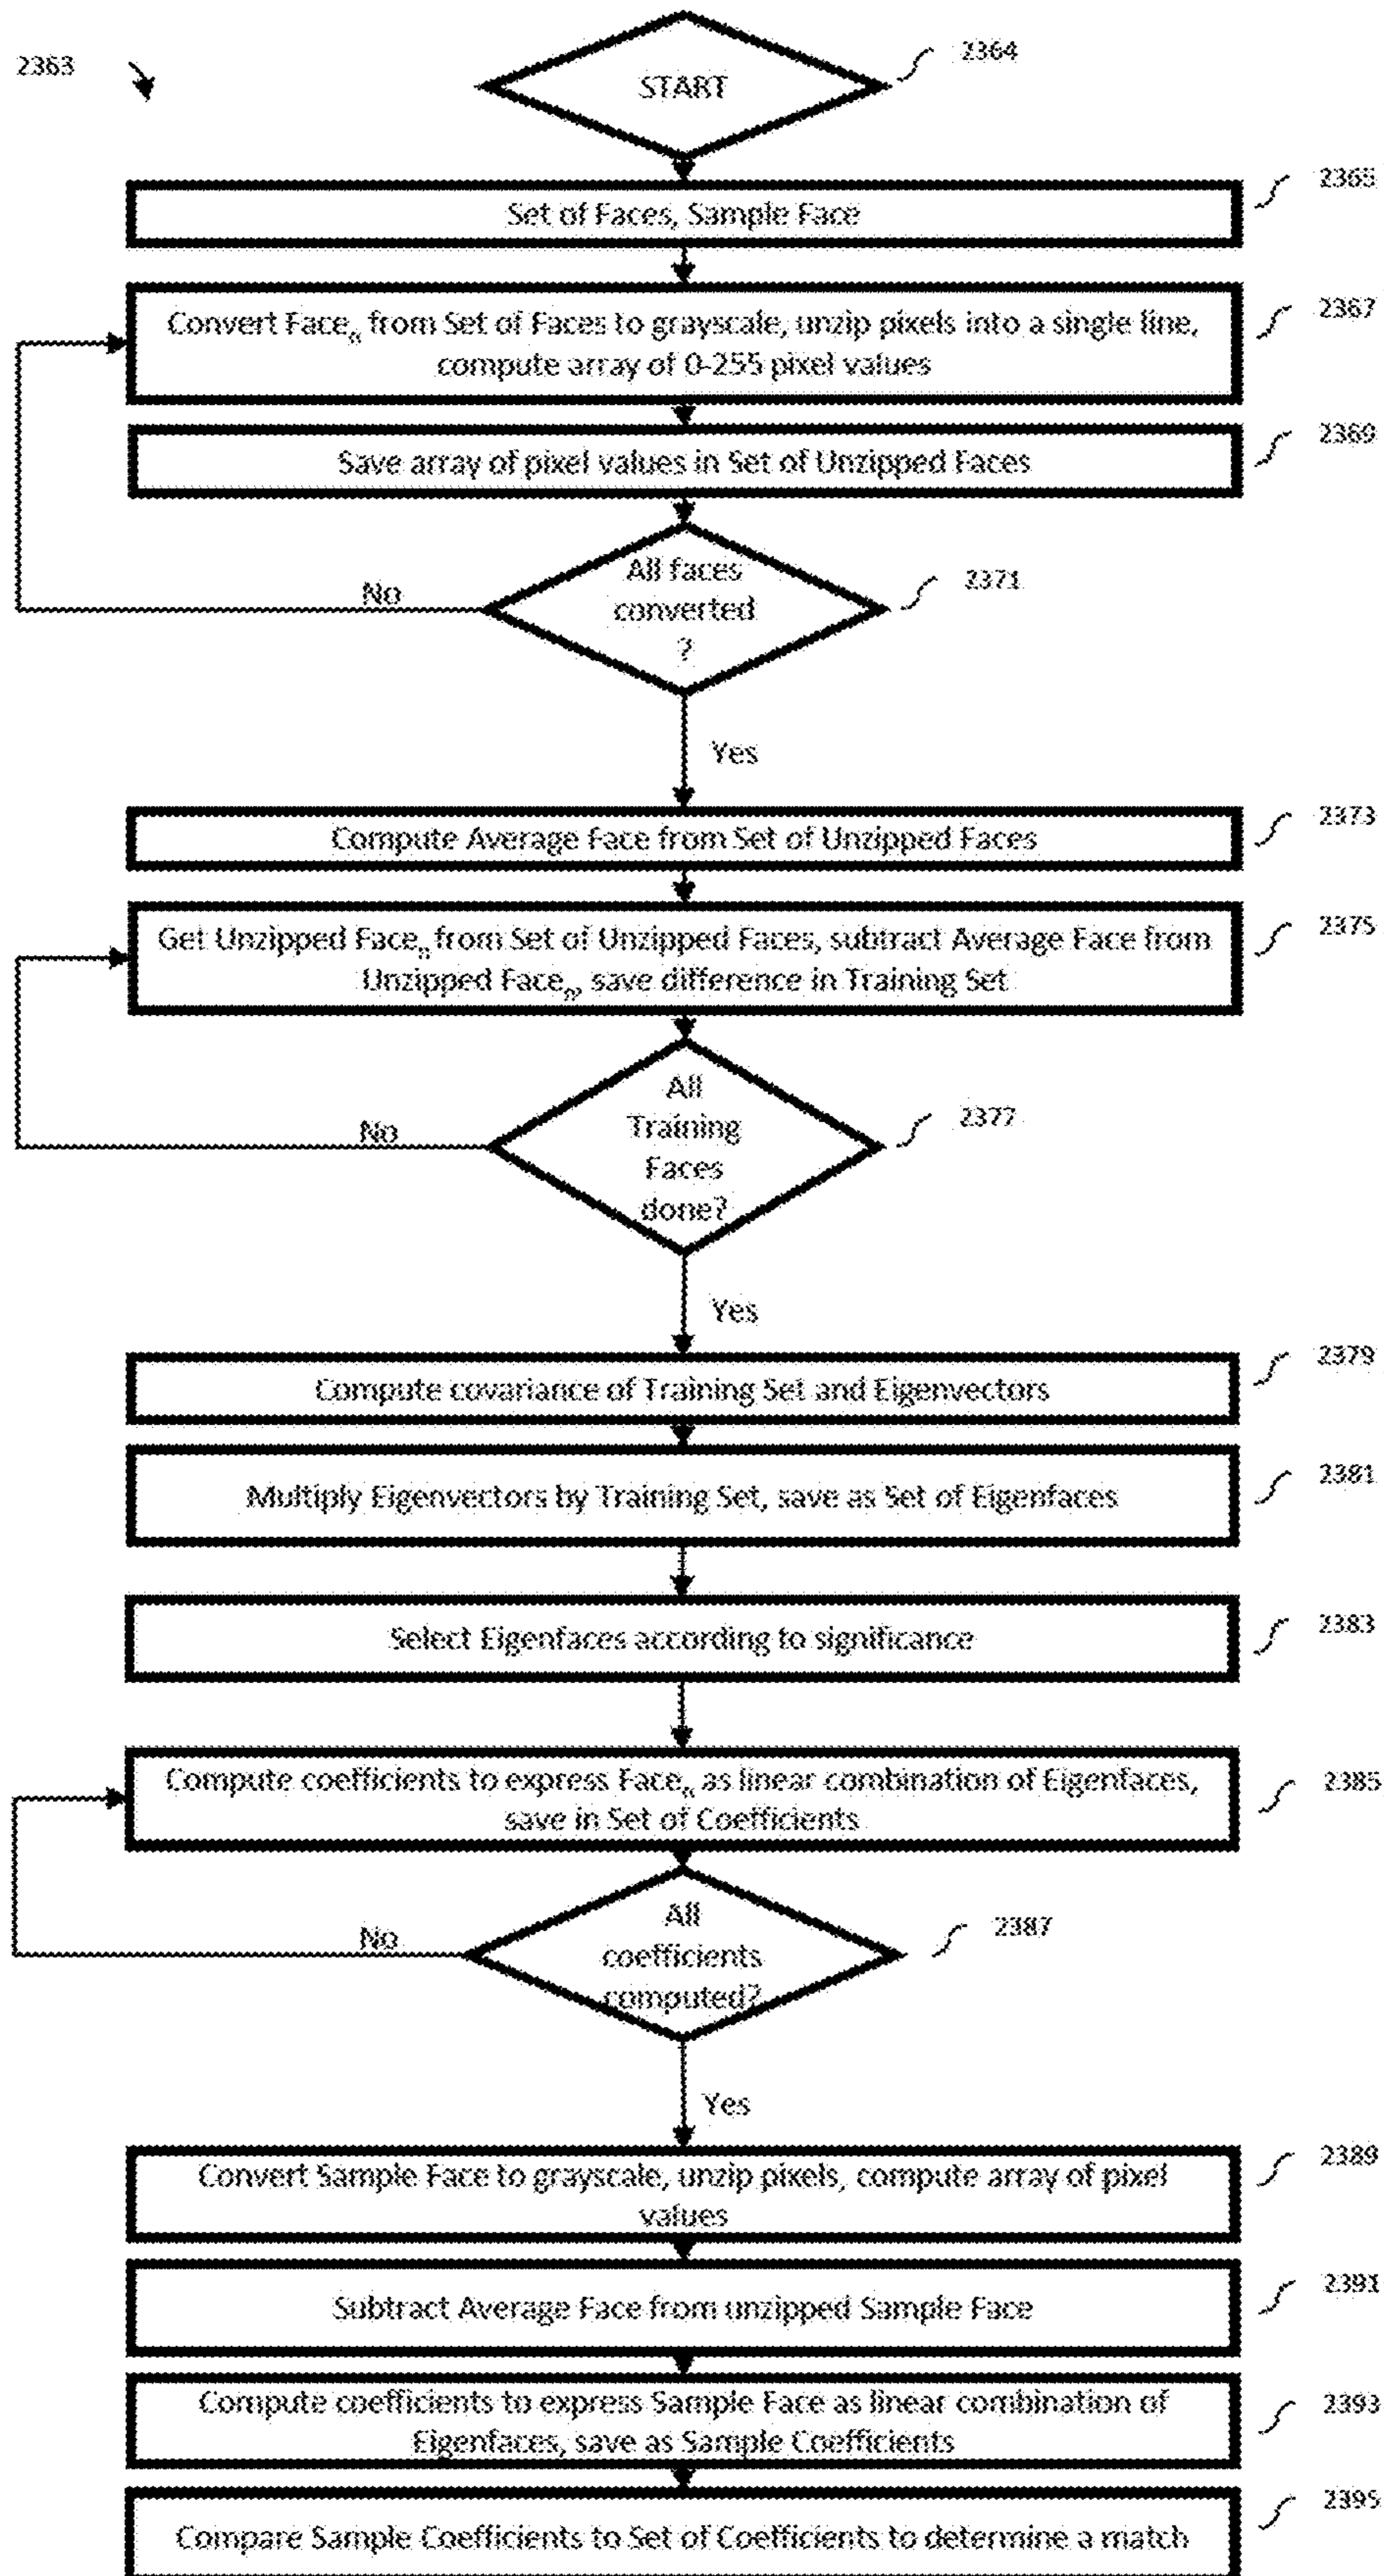 2363
START
2364
Set of Faces, Sample Face
2365
Convert Faceₙ from Set of Faces to grayscale, unzip pixels into a single line,
compute array of 0-255 pixel values
2367
Save array of pixel values in Set of Unzipped Faces
2369
All faces
converted
?
2371
No
Yes
Compute Average Face from Set of Unzipped Faces
2373
Get Unzipped Faceₙ from Set of Unzipped Faces, subtract Average Face from
Unzipped Faceₙ, save difference in Training Set
2375
All
Training
Faces
done?
2377
No
Yes
Compute covariance of Training Set and Eigenvectors
2379
Multiply Eigenvectors by Training Set, save as Set of Eigenfaces
2381
Select Eigenfaces according to significance
2383
Compute coefficients to express Faceₙ as linear combination of Eigenfaces,
save in Set of Coefficients
2385
All
coefficients
computed?
2387
No
Yes
Convert Sample Face to grayscale, unzip pixels, compute array of pixel
values
2389
Subtract Average Face from unzipped Sample Face
2391
Compute coefficients to express Sample Face as linear combination of
Eigenfaces, save as Sample Coefficients
2393
Compare Sample Coefficients to Set of Coefficients to determine a match
2395